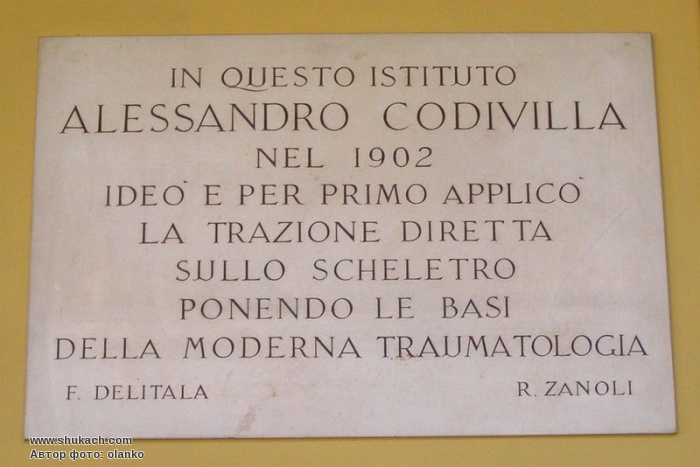 IN QUESTO ISTITUTO
ALESSANDRO CODIVILLA
NEL 1902
IDEO' E PER PRIMO APPLICO'
LA TRAZIONE DIRETTA
SULLO SCHELETRO
PONENDO LE BASI
DELLA MODERNA TRAUMATOLOGIA
F. DELITALA R. ZANOLI
www.shukach.com
Автор фото: olanko